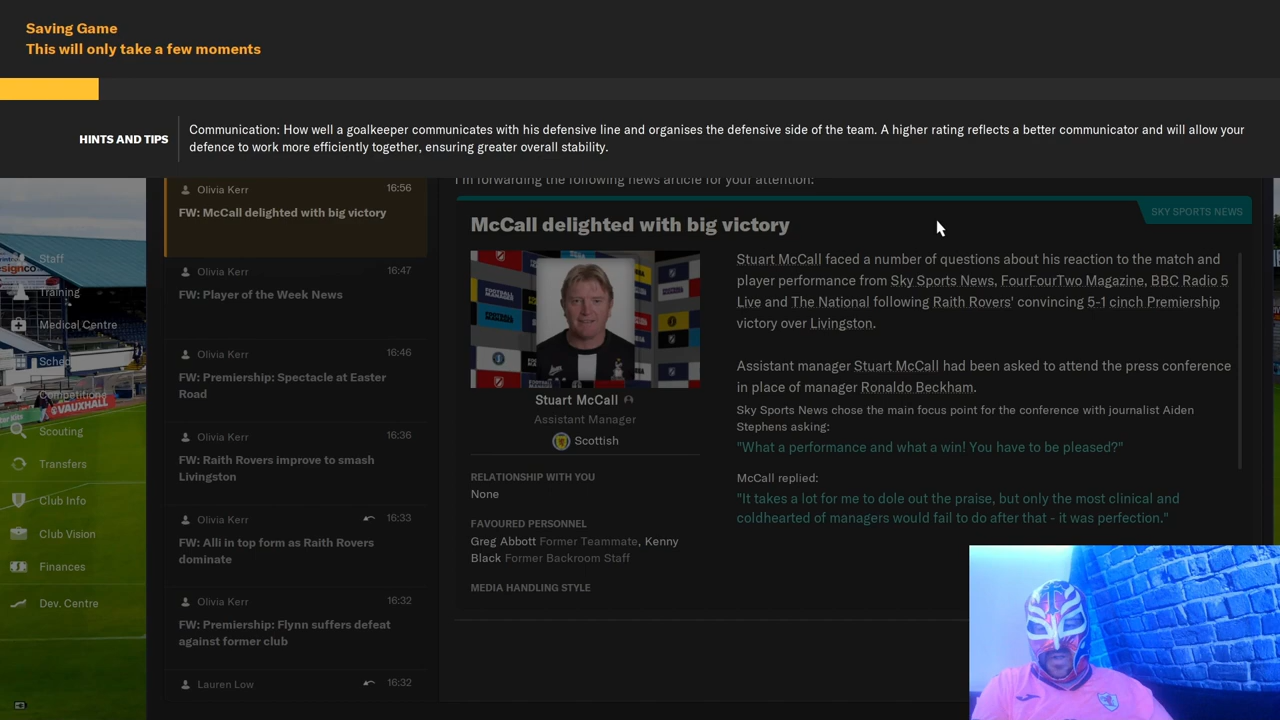 Saving Game
This will only take a few moments
HINTS AND TIPS
Communication: How well a goalkeeper communicates with his defensive line and organises the defensive side of the team. A higher rating reflects a better communicator and will allow your
defence to work more efficiently together, ensuring greater overall stability.
Staff
Training
Medical Centre
Sched
Competitions
Scouting
Transfers
Club Info
Club Vision
Finances
Dev. Centre
VAUXHALL
Olivia Kerr 16:56
FW: McCall delighted with big victory
Olivia Kerr 16:47
FW: Player of the Week News
Olivia Kerr 16:46
FW: Premiership: Spectacle at Easter
Road
Olivia Kerr 16:36
FW: Raith Rovers improve to smash
Livingston
Olivia Kerr 16:33
FW: Alli in top form as Raith Rovers
dominate
Olivia Kerr 16:32
FW: Premiership: Flynn suffers defeat
against former club
Lauren Low 16:32
I'm forwarding the following news article for your attention:
McCall delighted with big victory
SKY SPORTS NEWS
Stuart McCall
Assistant Manager
Scottish
RELATIONSHIP WITH YOU
None
FAVOURED PERSONNEL
Greg Abbott Former Teammate, Kenny
Black Former Backroom Staff
MEDIA HANDLING STYLE
Stuart McCall faced a number of questions about his reaction to the match and
player performance from Sky Sports News, FourFourTwo Magazine, BBC Radio 5
Live and The National following Raith Rovers' convincing 5-1 cinch Premiership
victory over Livingston.
Assistant manager Stuart McCall had been asked to attend the press conference
in place of manager Ronaldo Beckham.
Sky Sports News chose the main focus point for the conference with journalist Aiden
Stephens asking:
"What a performance and what a win! You have to be pleased?"
McCall replied:
"It takes a lot for me to dole out the praise, but only the most clinical and
coldhearted of managers would fail to do after that - it was perfection."